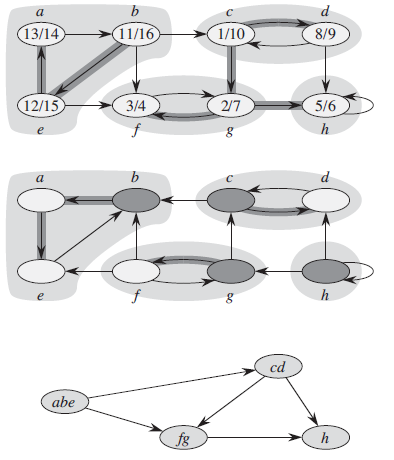 a b c d
13/14 11/16 1/10 8/9
12/15 3/4 2/7 5/6
e f g h
a b c d
e f g h
cd
abe
fg h